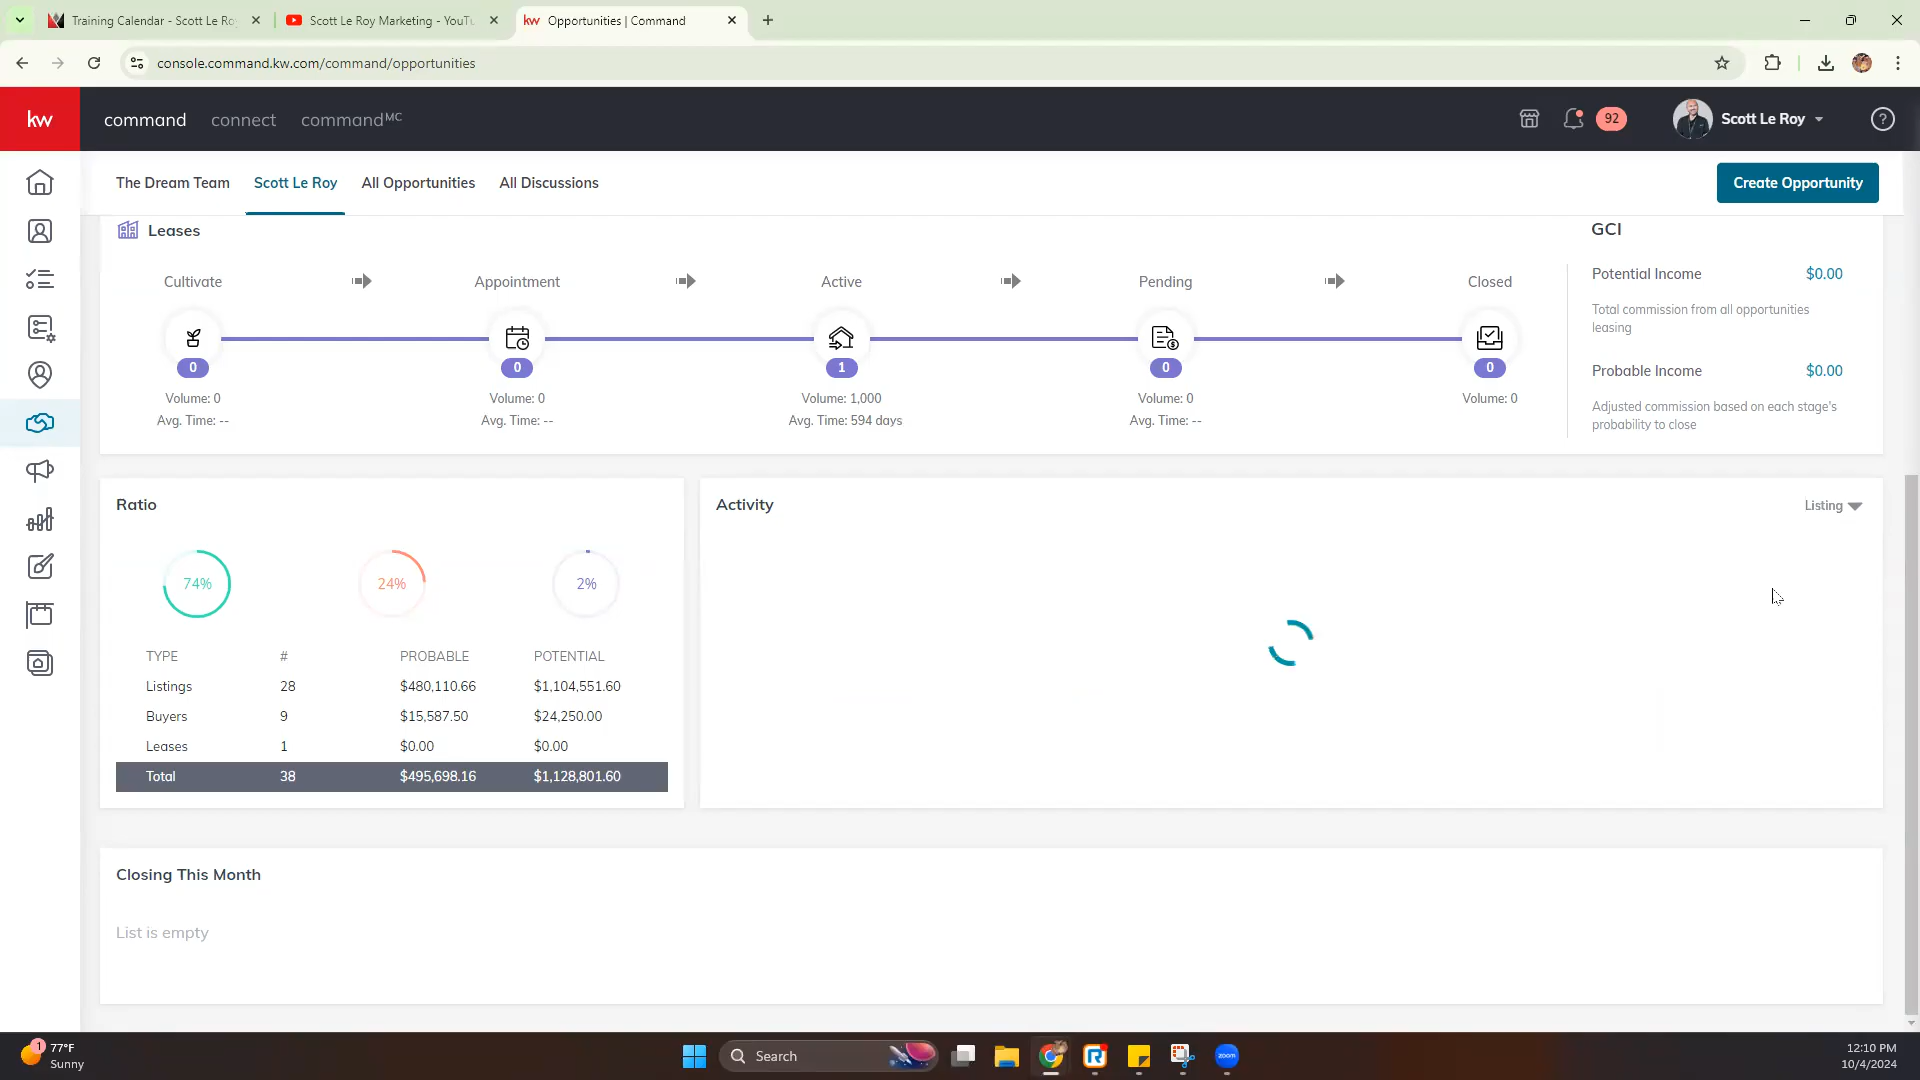 Training Calendar - Scott Le Ro
Scott Le Roy Marketing - YouTu
kw Opportunities | Command
console.command.kw.com/command/opportunities
kw
command connect commandMC
92
Scott Le Roy
?
The Dream Team Scott Le Roy All Opportunities All Discussions
Create Opportunity
Leases
GCI
Cultivate Appointment Active Pending Closed
Potential Income $0.00
Total commission from all opportunities
leasing
0 0 1 0 0
Probable Income $0.00
Volume: 0 Volume: 0 Volume: 1,000 Volume: 0 Volume: 0
Avg. Time: -- Avg. Time: -- Avg. Time: 594 days Avg. Time: --
Adjusted commission based on each stage's
probability to close
Ratio
74% 24% 2%
TYPE # PROBABLE POTENTIAL
Listings 28 $480,110.66 $1,104,551.60
Buyers 9 $15,587.50 $24,250.00
Leases 1 $0.00 $0.00
Total 38 $495,698.16 $1,128,801.60
Activity
Listing
Closing This Month
List is empty
1
77°F
Sunny
Search
zoom
12:10 PM
10/4/2024